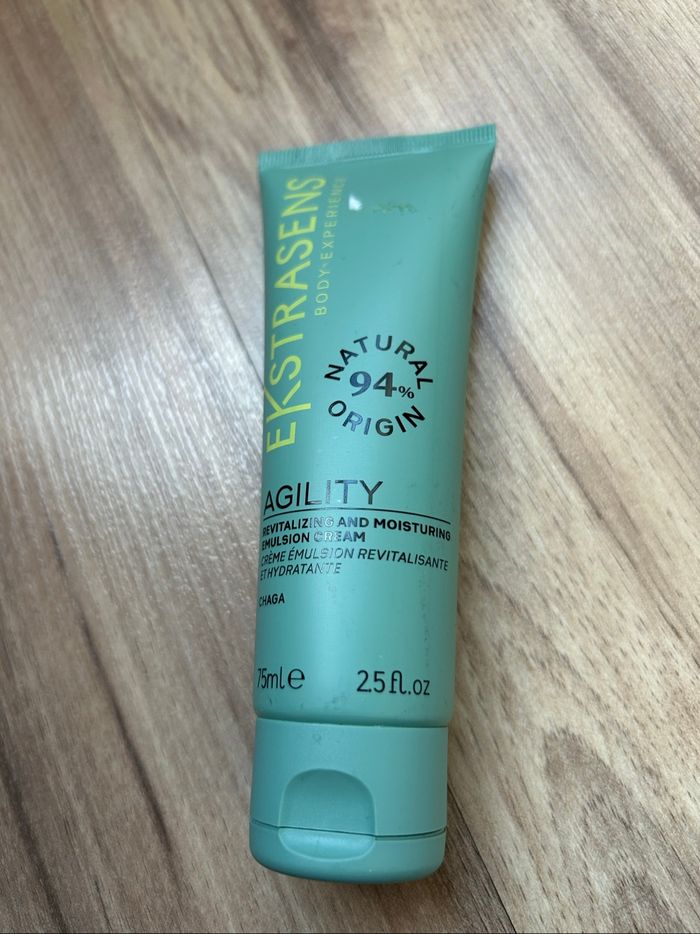 EKSTRASENS
BODY EXPERIENCE
NATURAL
94%
ORIGIN
AGILITY
REVITALIZING AND MOISTURING
EMULSION CREAM
CRÈME ÉMULSION REVITALISANTE
ET HYDRATANTE
CHAGA
75ml e 2.5 fl.oz